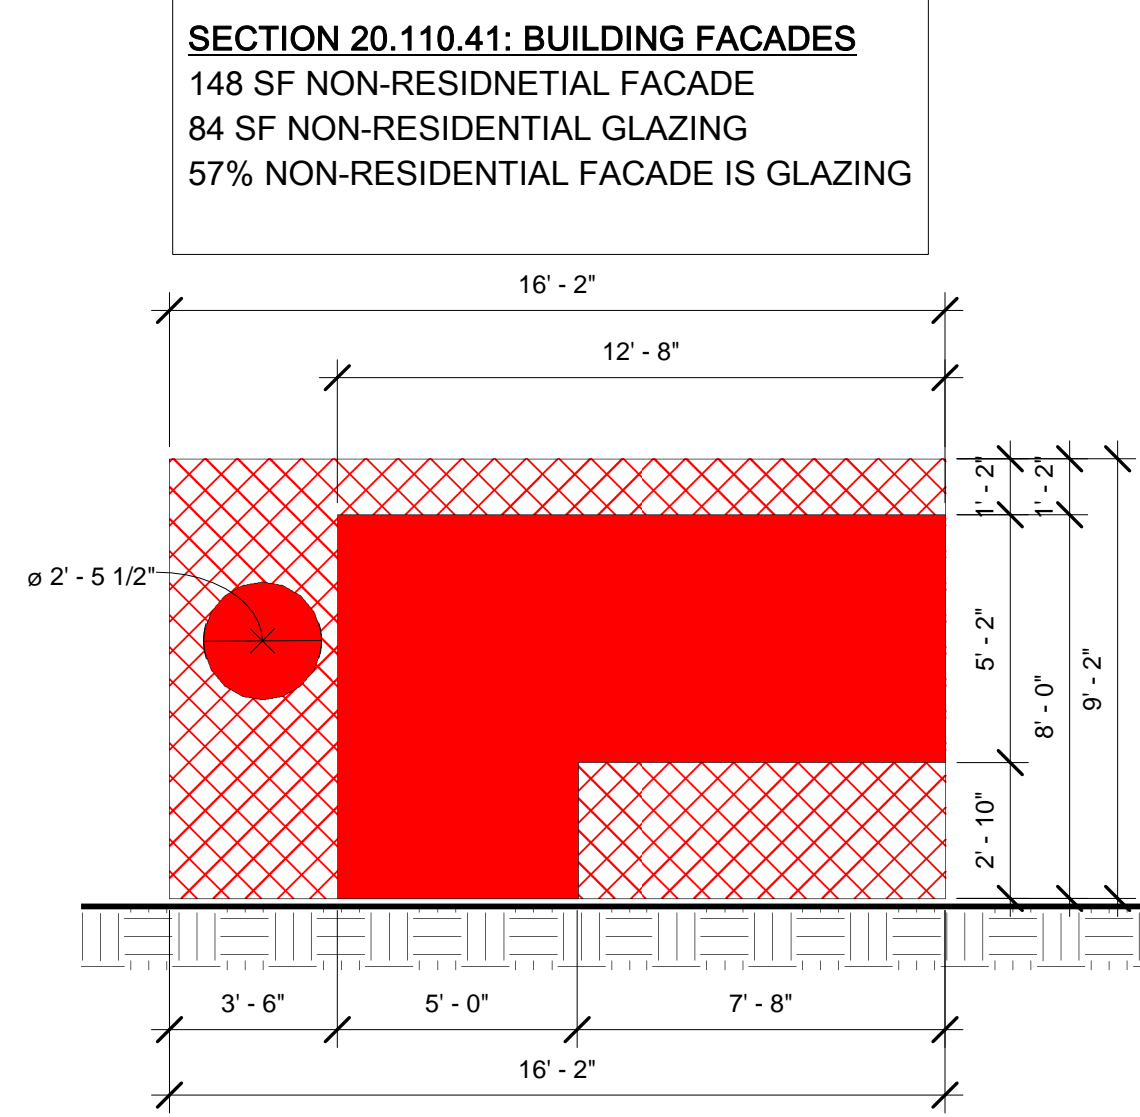 SECTION 20.110.41: BUILDING FACADES
148 SF NON-RESIDNETIAL FACADE
84 SF NON-RESIDENTIAL GLAZING
57% NON-RESIDENTIAL FACADE IS GLAZING
16' - 2"
12' - 8"
1' - 2"
1' - 2"
ø 2' - 5 1/2"
5' - 2"
8' - 0"
9' - 2"
2' - 10"
3' - 6"
5' - 0"
7' - 8"
16' - 2"